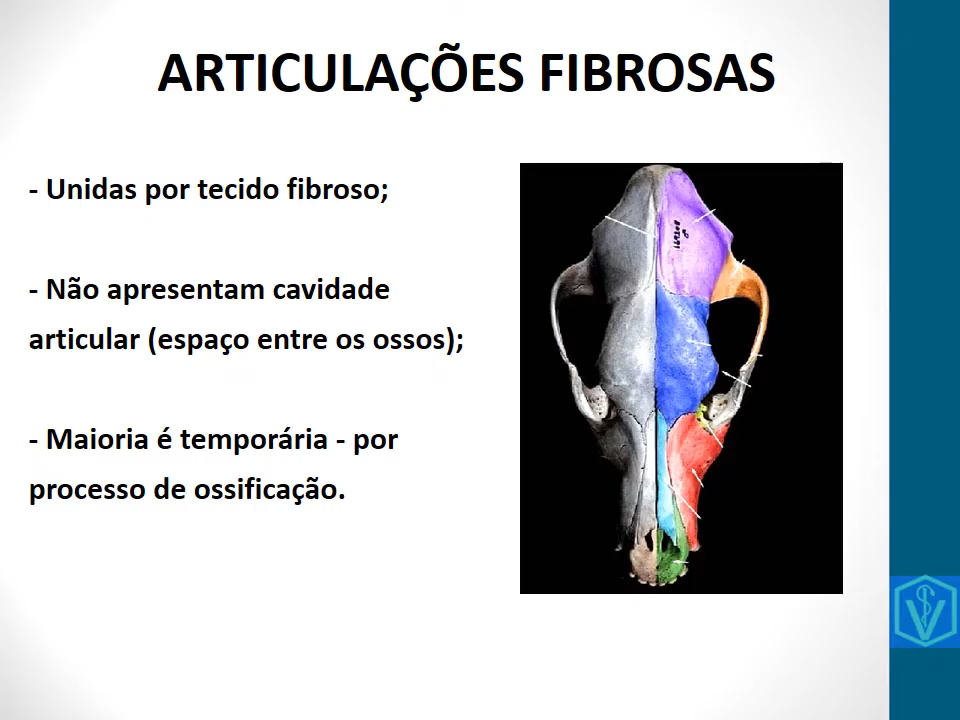 ARTICULAÇÕES FIBROSAS
- Unidas por tecido fibroso;
- Não apresentam cavidade
articular (espaço entre os ossos);
- Maioria é temporária - por
processo de ossificação.